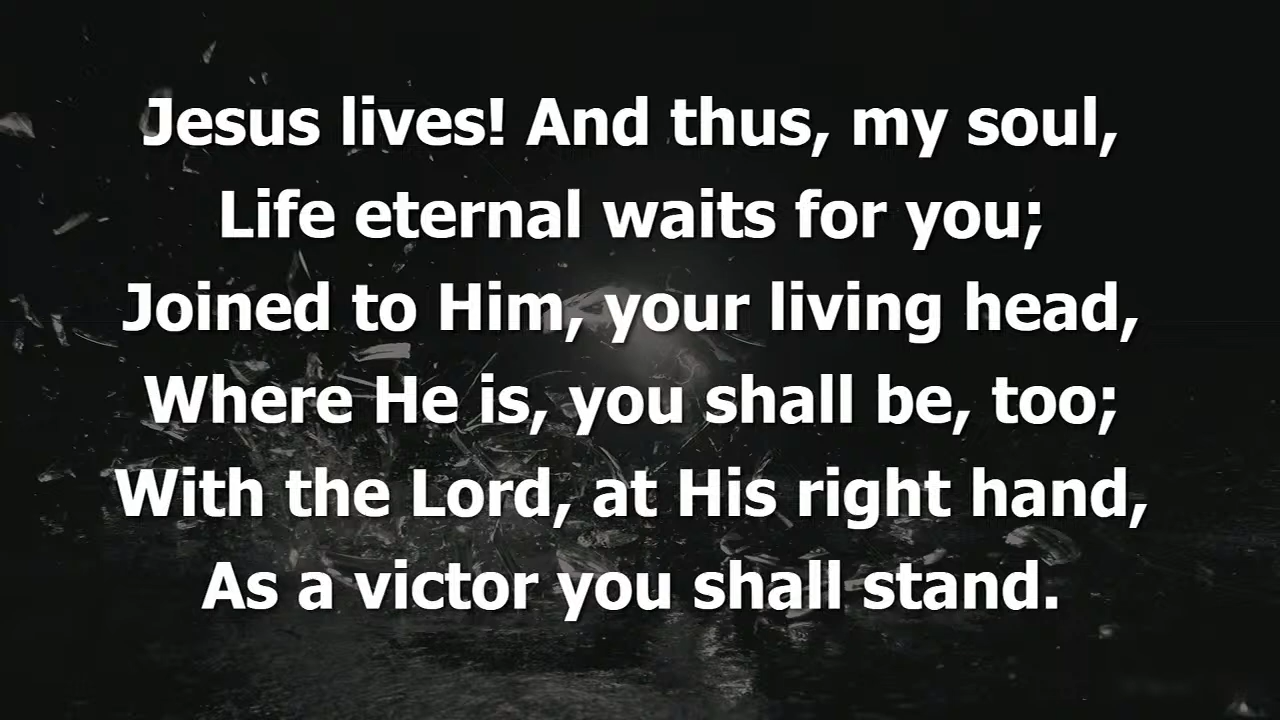 Jesus lives! And thus, my soul,
Life eternal waits for you;
Joined to Him, your living head,
Where He is, you shall be, too;
With the Lord, at His right hand,
As a victor you shall stand.